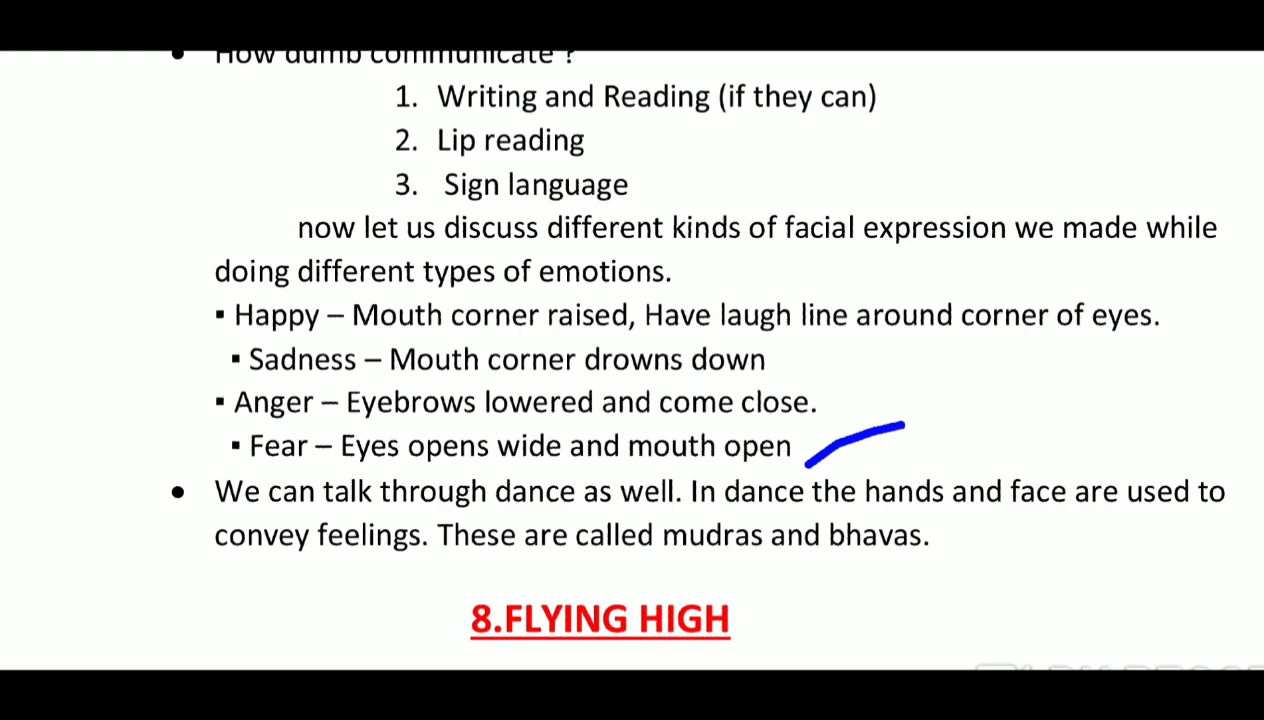 How dumb communicate ?
1. Writing and Reading (if they can)
2. Lip reading
3. Sign language
now let us discuss different kinds of facial expression we made while
doing different types of emotions.
▪ Happy – Mouth corner raised, Have laugh line around corner of eyes.
▪ Sadness – Mouth corner drowns down
▪ Anger – Eyebrows lowered and come close.
▪ Fear – Eyes opens wide and mouth open
• We can talk through dance as well. In dance the hands and face are used to
convey feelings. These are called mudras and bhavas.
8.FLYING HIGH